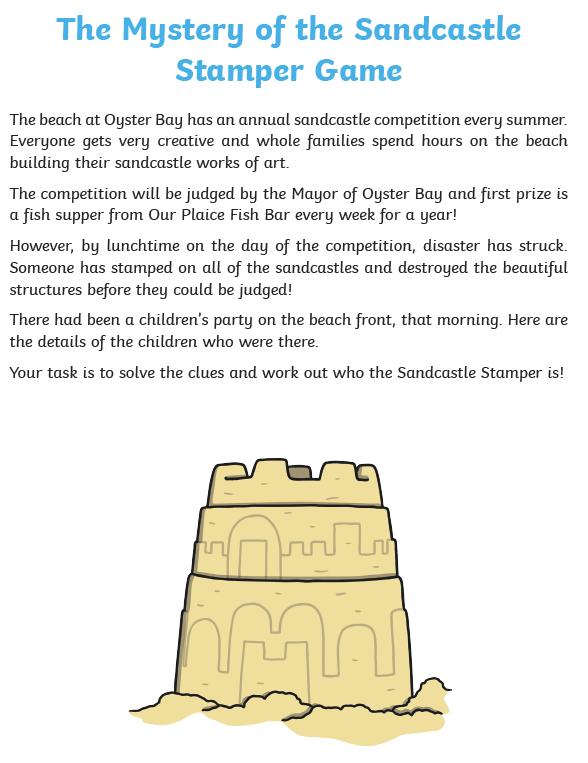 The Mystery of the Sandcastle
Stamper Game
The beach at Oyster Bay has an annual sandcastle competition every summer.
Everyone gets very creative and whole families spend hours on the beach
building their sandcastle works of art.
The competition will be judged by the Mayor of Oyster Bay and first prize is
a fish supper from Our Plaice Fish Bar every week for a year!
However, by lunchtime on the day of the competition, disaster has struck.
Someone has stamped on all of the sandcastles and destroyed the beautiful
structures before they could be judged!
There had been a children’s party on the beach front, that morning. Here are
the details of the children who were there.
Your task is to solve the clues and work out who the Sandcastle Stamper is!